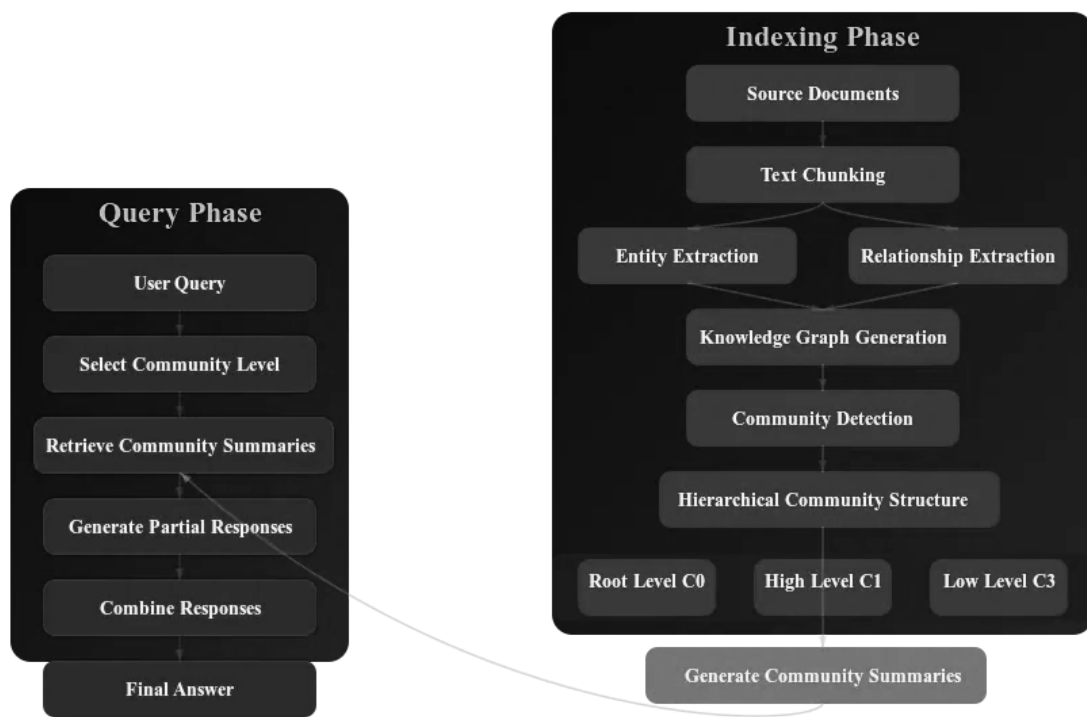 Indexing Phase
Source Documents
Text Chunking
Entity Extraction
Relationship Extraction
Knowledge Graph Generation
Community Detection
Hierarchical Community Structure
Root Level C0
High Level C1
Low Level C3
Generate Community Summaries
Query Phase
User Query
Select Community Level
Retrieve Community Summaries
Generate Partial Responses
Combine Responses
Final Answer